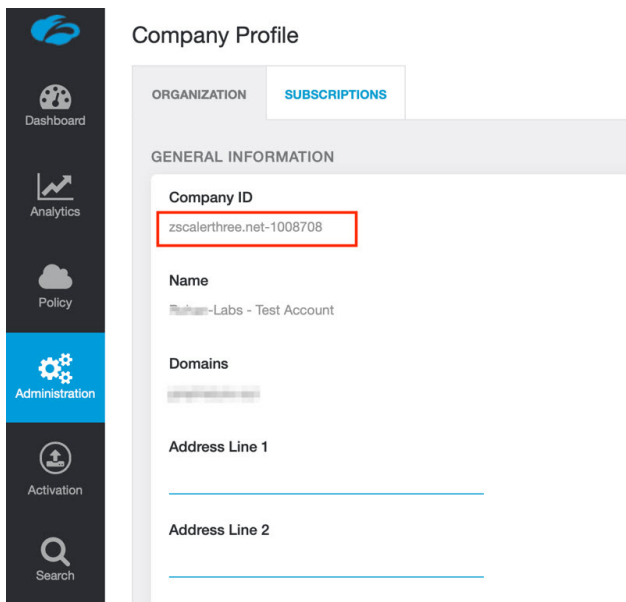 Company Profile
Dashboard
Analytics
Policy
Administration
Activation
Search
ORGANIZATION
SUBSCRIPTIONS
GENERAL INFORMATION
Company ID
zscalerthree.net-1008708
Name
-Labs - Test Account
Domains
Address Line 1
Address Line 2